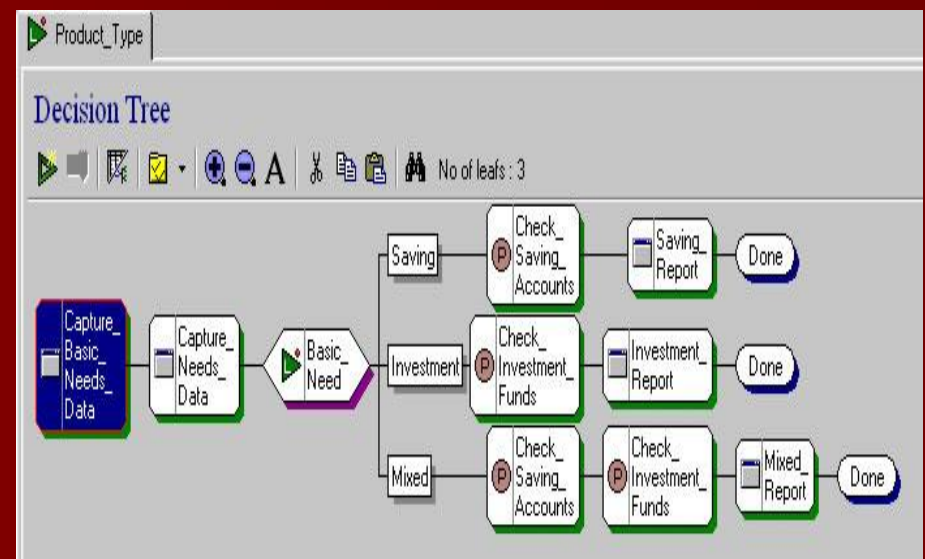 Product_Type
Decision Tree
A
No of leafs : 3
Capture_
Basic_
Needs_
Data
Capture_
Needs_
Data
Basic_
Need
Saving
P
Check_
Saving_
Accounts
Saving_
Report
Done
Investment
P
Check_
Investment_
Funds
Investment_
Report
Done
Mixed
P
Check_
Saving_
Accounts
P
Check_
Investment_
Funds
Mixed_
Report
Done